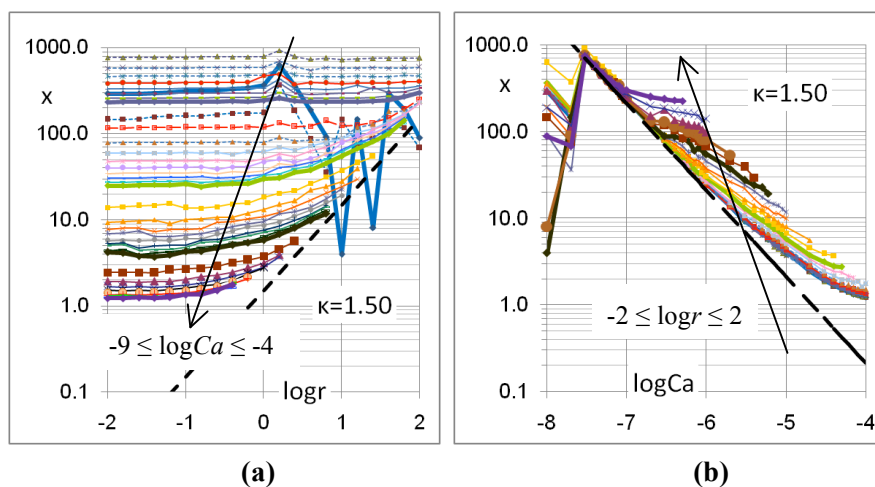 1000.0
x
100.0
10.0
1.0
0.1
κ=1.50
-9 ≤ logCa ≤ -4
logr
-2 -1 0 1 2
(a)
1000.0
x
100.0
10.0
1.0
0.1
κ=1.50
-2 ≤ logr ≤ 2
logCa
-8 -7 -6 -5 -4
(b)